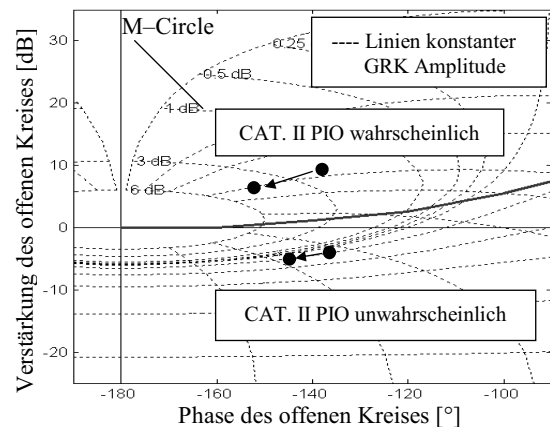 M–Circle
0.25
0.5 dB
1 dB
3 dB
6 dB
---- Linien konstanter
GRK Amplitude
CAT. II PIO wahrscheinlich
CAT. II PIO unwahrscheinlich
Verstärkung des offenen Kreises [dB]
30
20
10
0
-10
-20
-180
-160
-140
-120
-100
Phase des offenen Kreises [°]